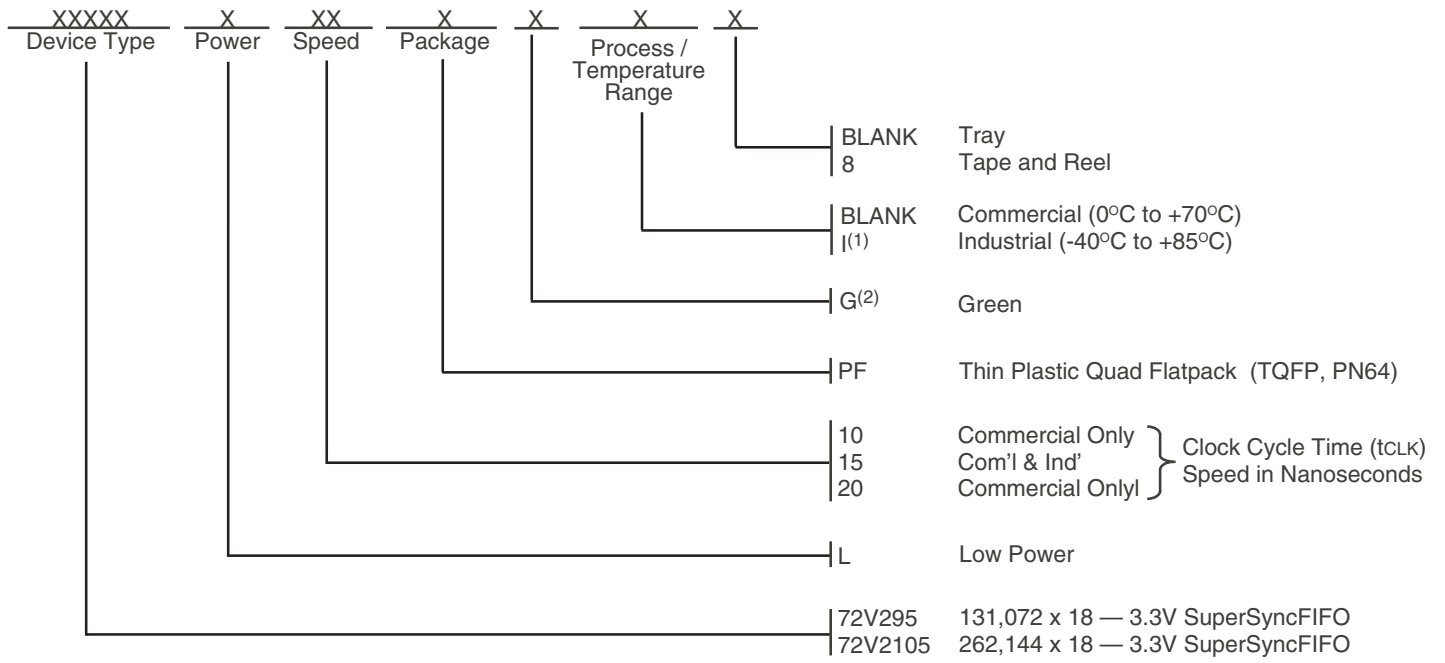 XXXXX X XX X X X X
Device Type Power Speed Package Process /
Temperature
Range
BLANK Tray
8 Tape and Reel
BLANK Commercial (0°C to +70°C)
I(1) Industrial (-40°C to +85°C)
G(2) Green
PF Thin Plastic Quad Flatpack (TQFP, PN64)
10 Commercial Only
15 Com'l & Ind'
20 Commercial Onlyl
Clock Cycle Time (tCLK)
Speed in Nanoseconds
L Low Power
72V295 131,072 x 18 — 3.3V SuperSyncFIFO
72V2105 262,144 x 18 — 3.3V SuperSyncFIFO